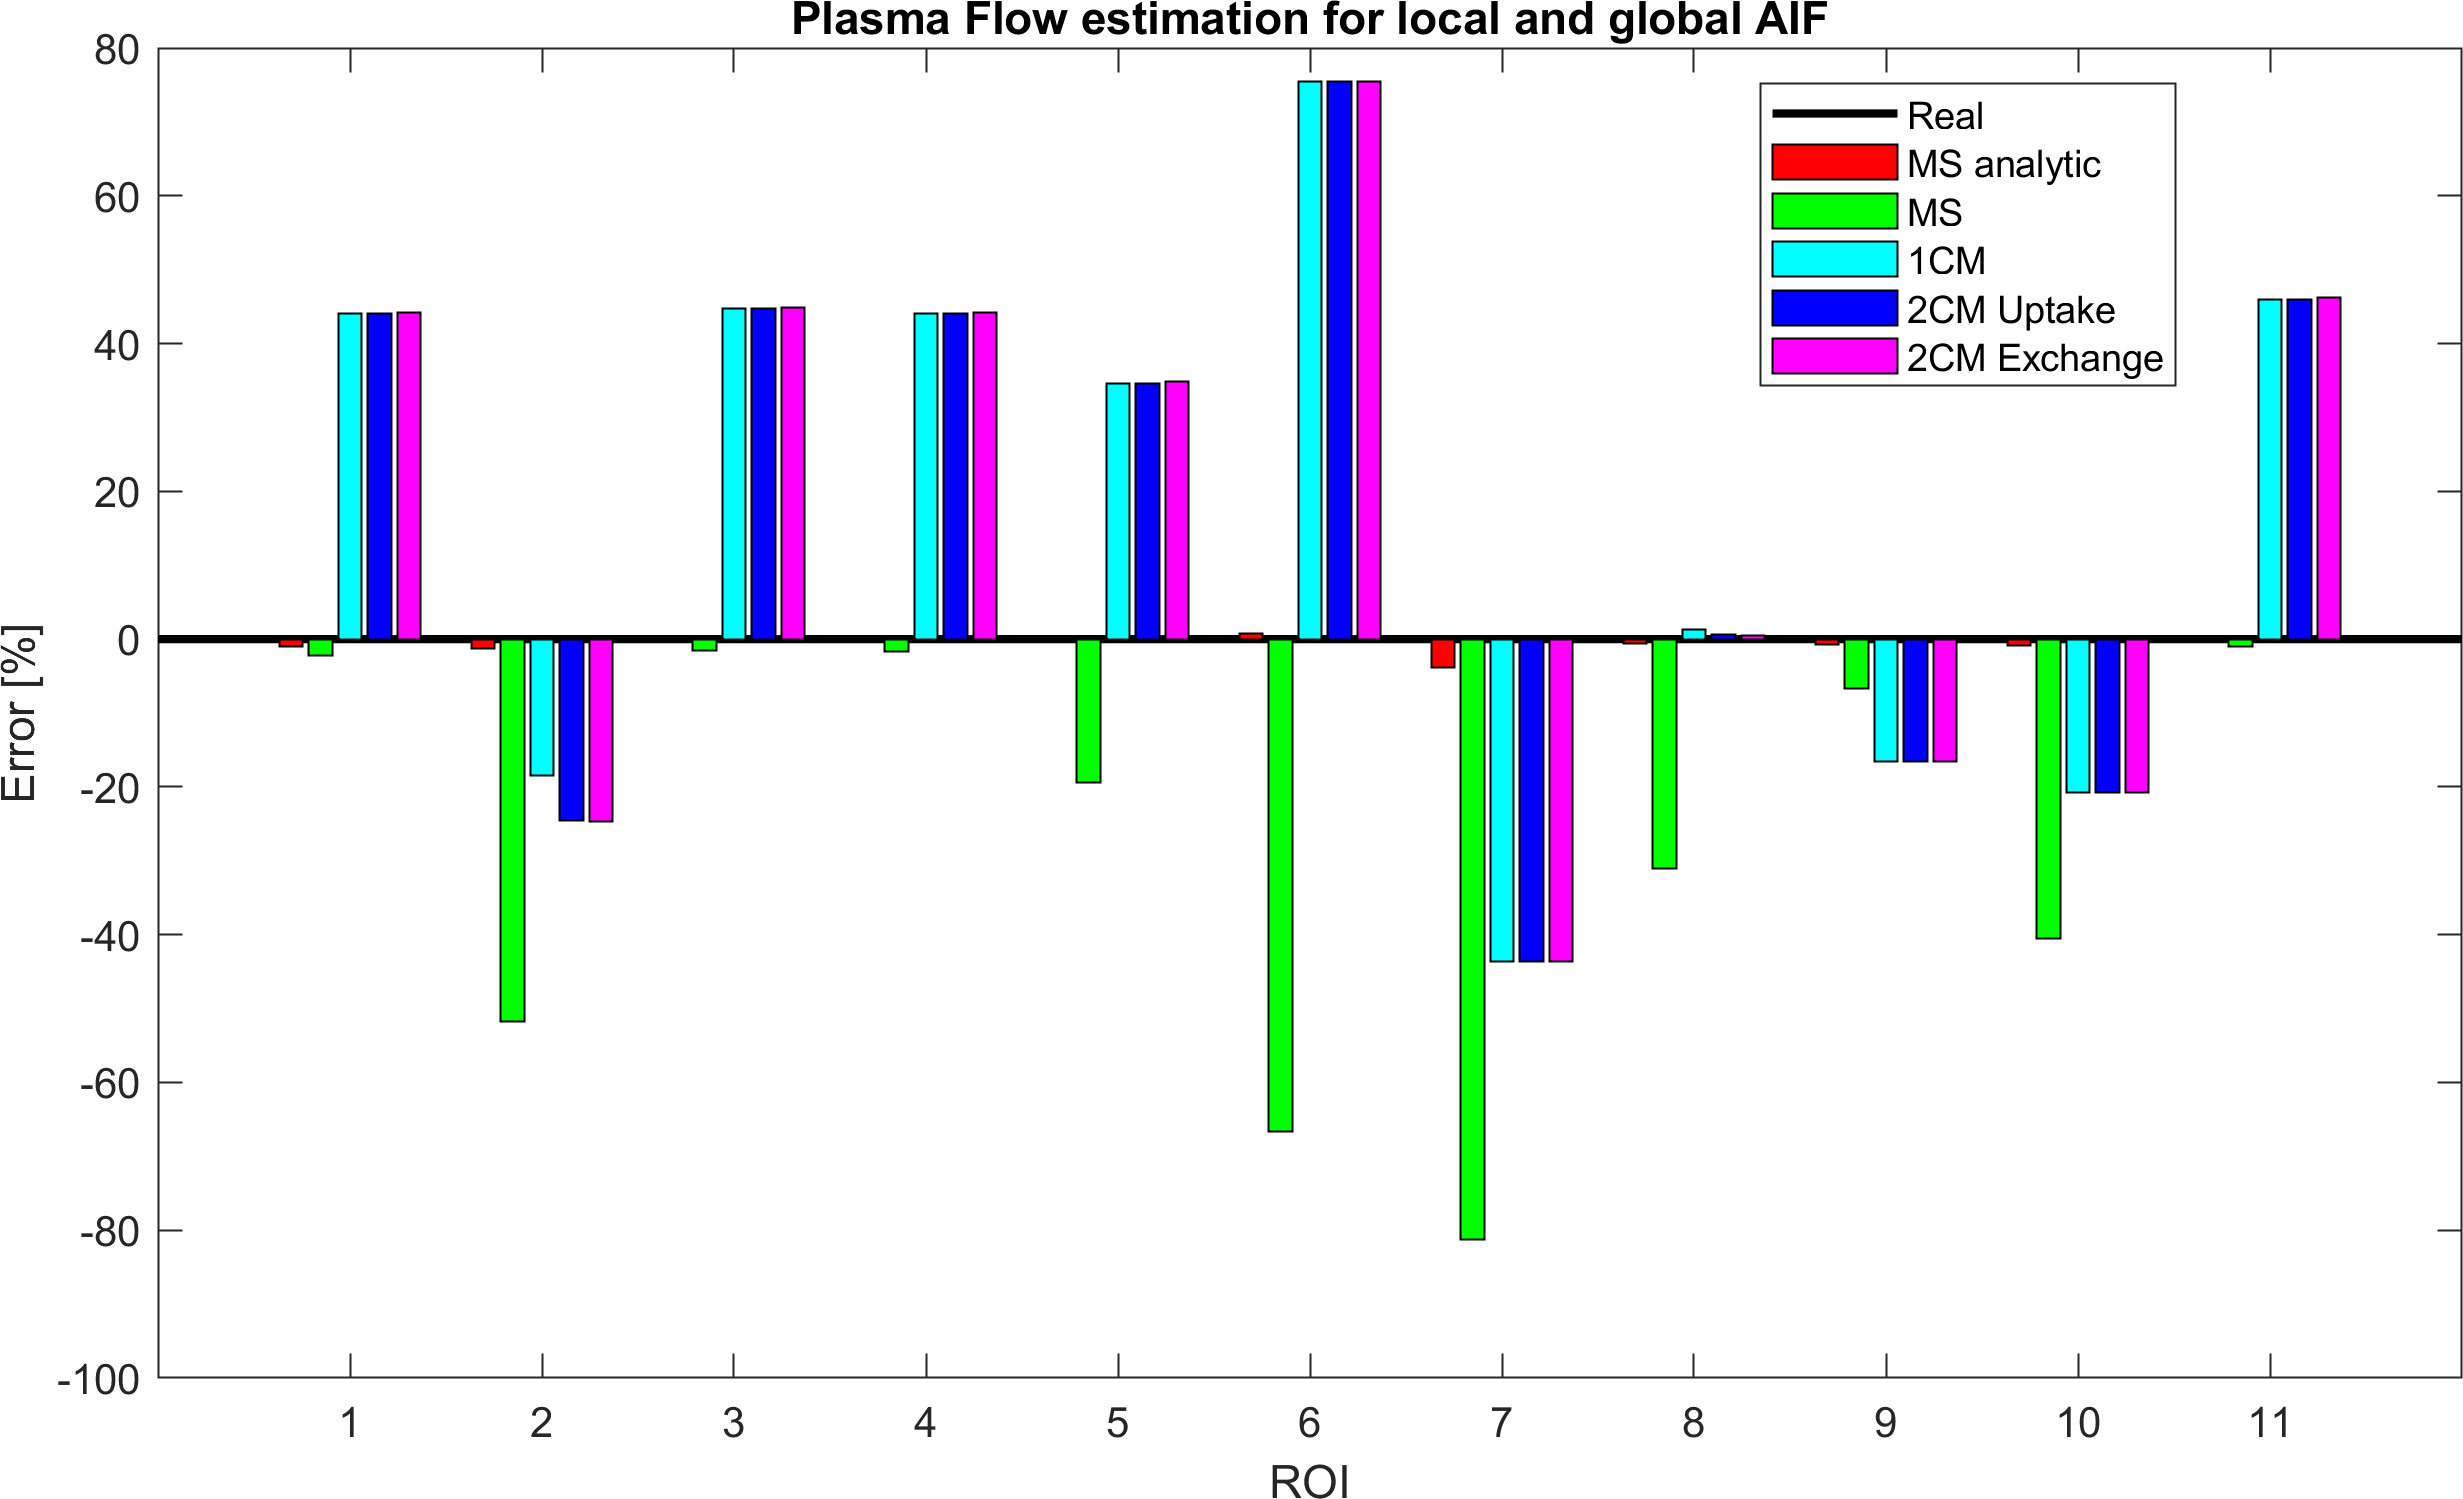 Plasma Flow estimation for local and global AIF
80
60
40
20
0
-20
-40
-60
-80
-100
Error [%]
Real
MS analytic
MS
1CM
2CM Uptake
2CM Exchange
1 2 3 4 5 6 7 8 9 10 11
ROI